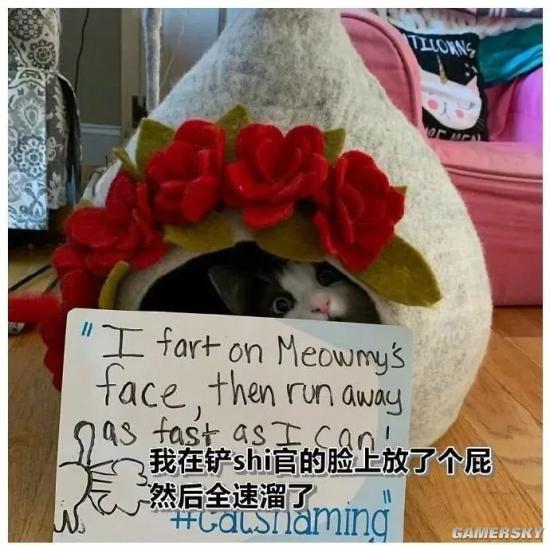 TICORNS
" I fart on Meowmy's
face, then run away
as fast as I can!
我在铲shi官的脸上放了个屁
然后全速溜了
#catshaming"
GAMERSKY